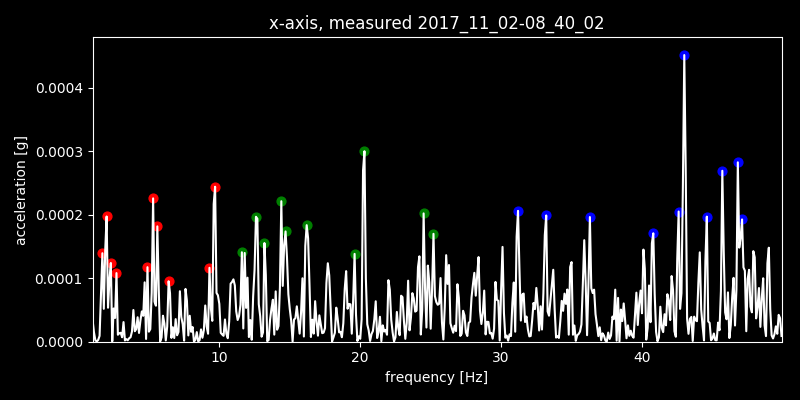 x-axis, measured 2017_11_02-08_40_02
acceleration [g]
0.0004
0.0003
0.0002
0.0001
0.0000
10 20 30 40
frequency [Hz]